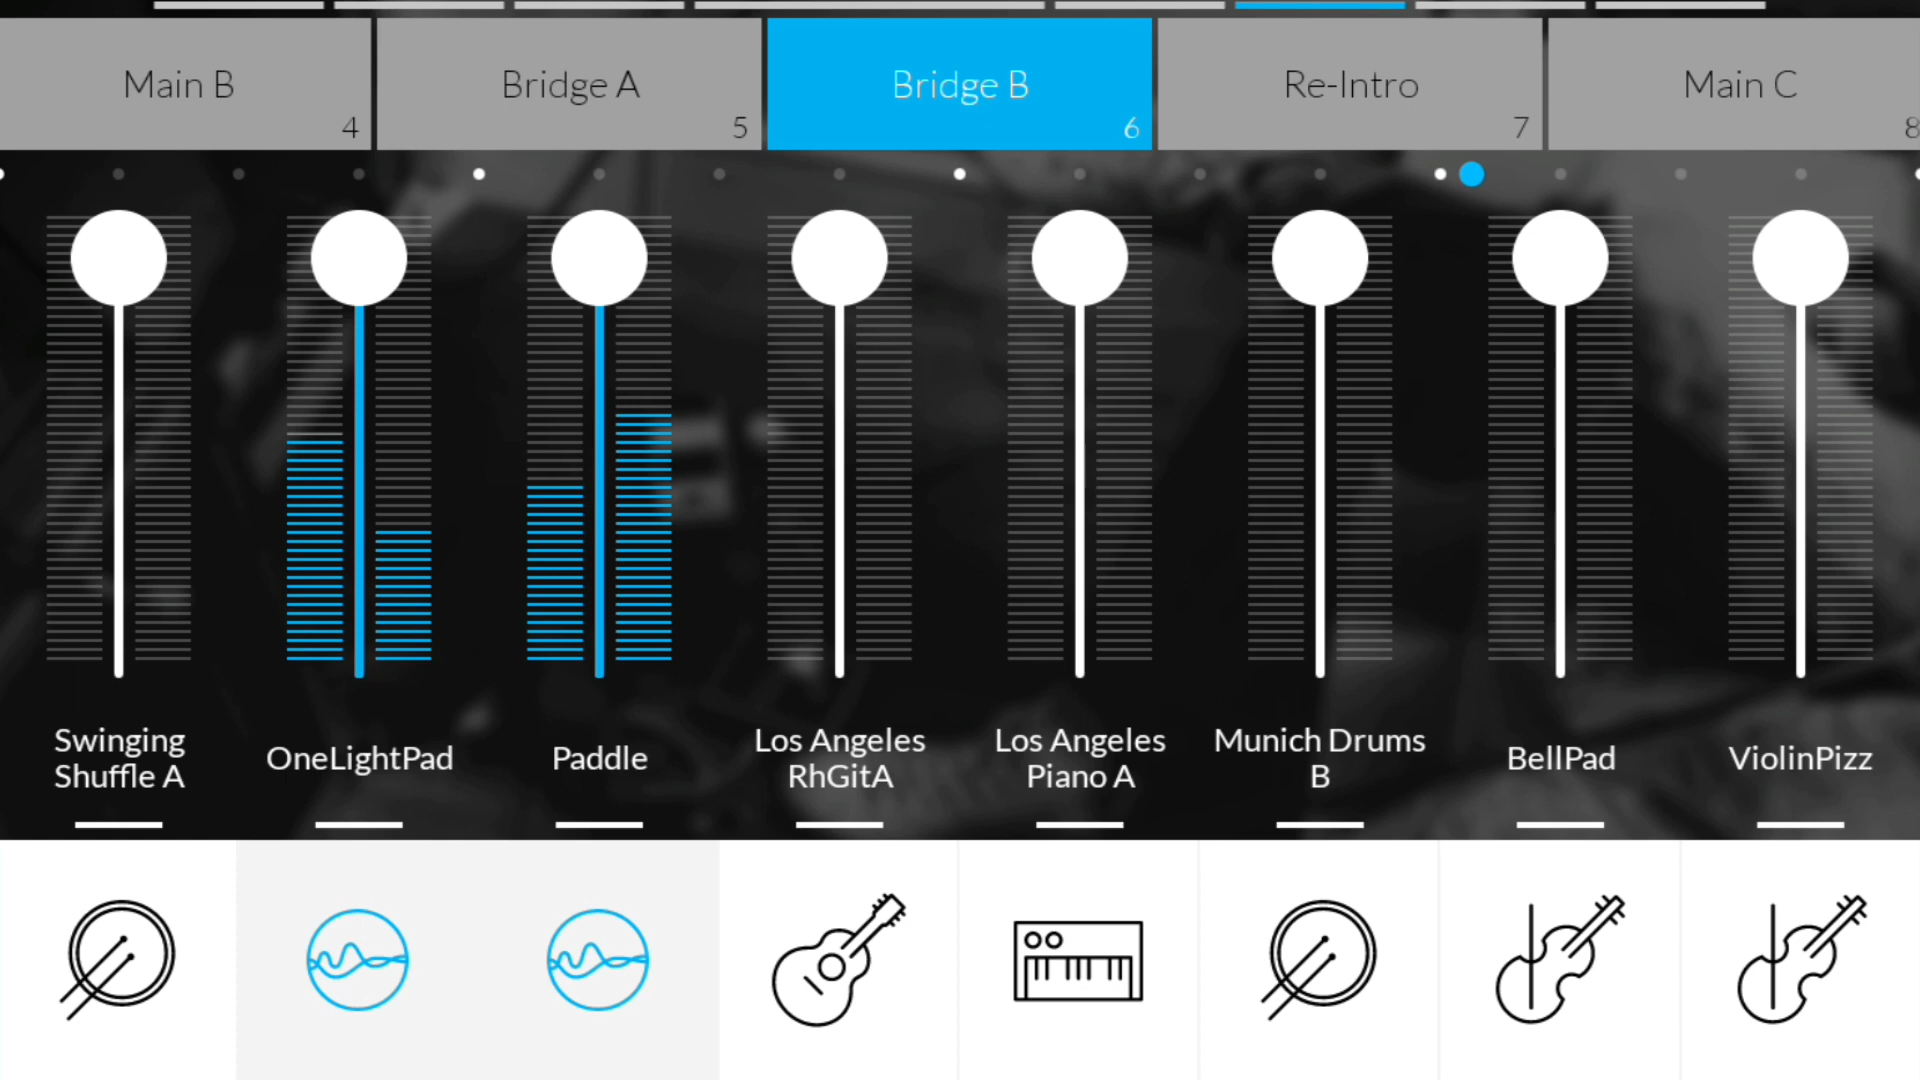 Main B
4
Bridge A
5
Bridge B
6
Re-Intro
7
Main C
8
Swinging
Shuffle A
OneLightPad
Paddle
Los Angeles
RhGitA
Los Angeles
Piano A
Munich Drums
B
BellPad
ViolinPizz